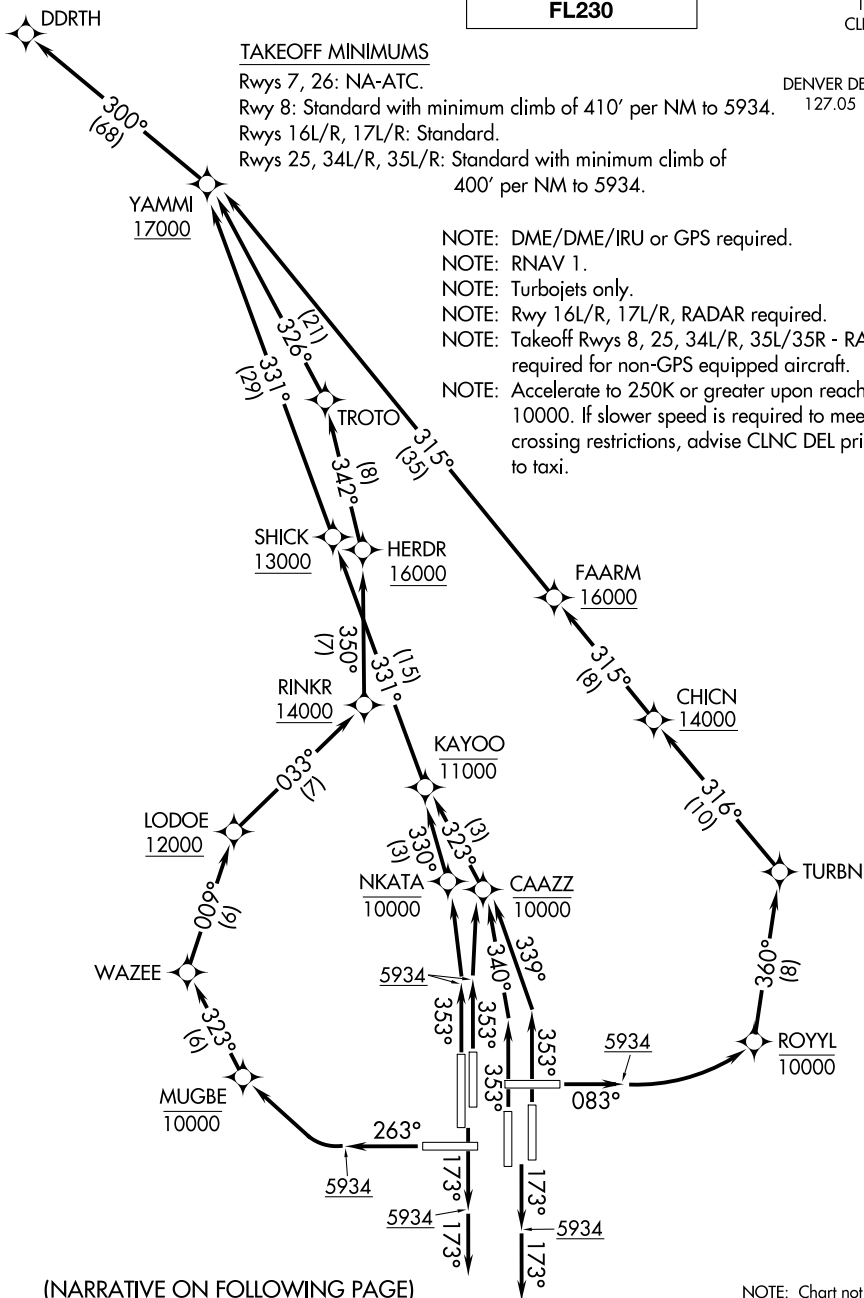 FL230
DDRTH
TAKEOFF MINIMUMS
Rwys 7, 26: NA-ATC.
Rwy 8: Standard with minimum climb of 410' per NM to 5934.
Rwys 16L/R, 17L/R: Standard.
Rwys 25, 34L/R, 35L/R: Standard with minimum climb of
400' per NM to 5934.
DENVER DE
127.05
CL
300°
(68)
YAMMI
17000
NOTE: DME/DME/IRU or GPS required.
NOTE: RNAV 1.
NOTE: Turbojets only.
NOTE: Rwy 16L/R, 17L/R, RADAR required.
NOTE: Takeoff Rwys 8, 25, 34L/R, 35L/35R - RA
required for non-GPS equipped aircraft.
NOTE: Accelerate to 250K or greater upon reach
10000. If slower speed is required to mee
crossing restrictions, advise CLNC DEL pri
to taxi.
(21)
326°
331°
(29)
TROTO
315°
(35)
(8)
342°
SHICK
13000
HERDR
16000
FAARM
16000
350°
(7)
(15)
331°
315°
(8)
RINKR
14000
CHICN
14000
KAYOO
11000
033°
(7)
316°
(10)
LODOE
12000
(3)
323°
330°
(3)
NKATA
10000
CAAZZ
10000
TURBN
009°
(9)
339°
340°
WAZEE
5934
360°
(8)
323°
(6)
353°
353°
353°
353°
5934
ROYYL
10000
083°
MUGBE
10000
263°
5934
173°
173°
5934
5934
173°
173°
(NARRATIVE ON FOLLOWING PAGE)
NOTE: Chart not